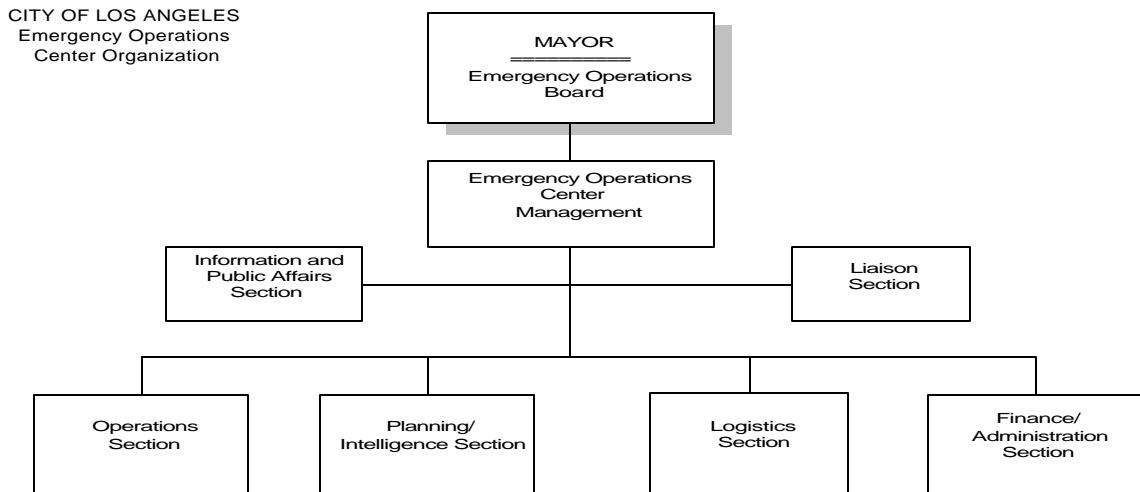 CITY OF LOS ANGELES
Emergency Operations
Center Organization
MAYOR
==========
Emergency Operations
Board
Emergency Operations
Center
Management
Information and
Public Affairs
Section
Liaison
Section
Operations
Section
Planning/
Intelligence Section
Logistics
Section
Finance/
Administration
Section